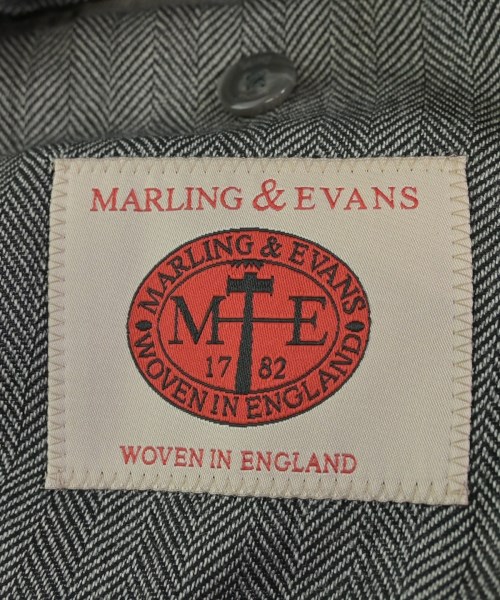 MARLING & EVANS
MARLING & EVANS
M E
17 82
WOVEN IN ENGLAND
WOVEN IN ENGLAND